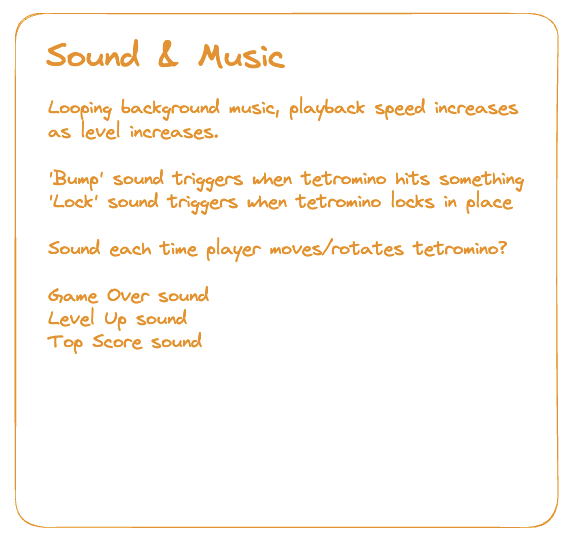 Sound & Music
Looping background music, playback speed increases
as level increases.
'Bump' sound triggers when tetromino hits something
'Lock' sound triggers when tetromino locks in place
Sound each time player moves/rotates tetromino?
Game Over sound
Level Up sound
Top Score sound